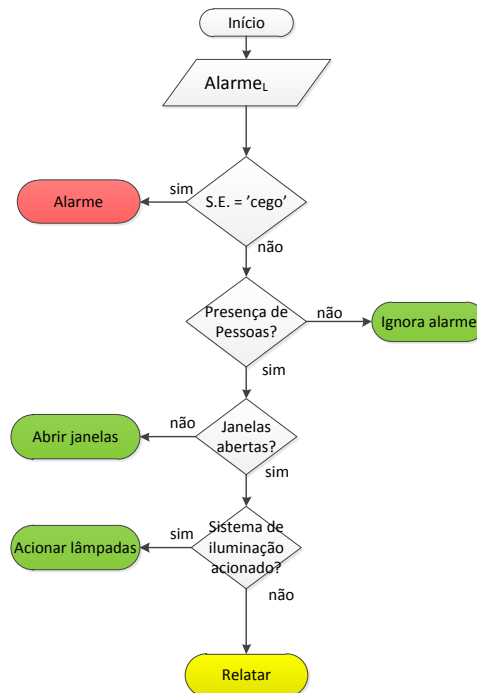 Início
Alarme_L
sim
Alarme
S.E. = 'cego'
não
Presença de
Pessoas?
não
Ignora alarme
sim
não
Abrir janelas
Janelas
abertas?
sim
sim
Acionar lâmpadas
Sistema de
iluminação
acionado?
não
Relatar